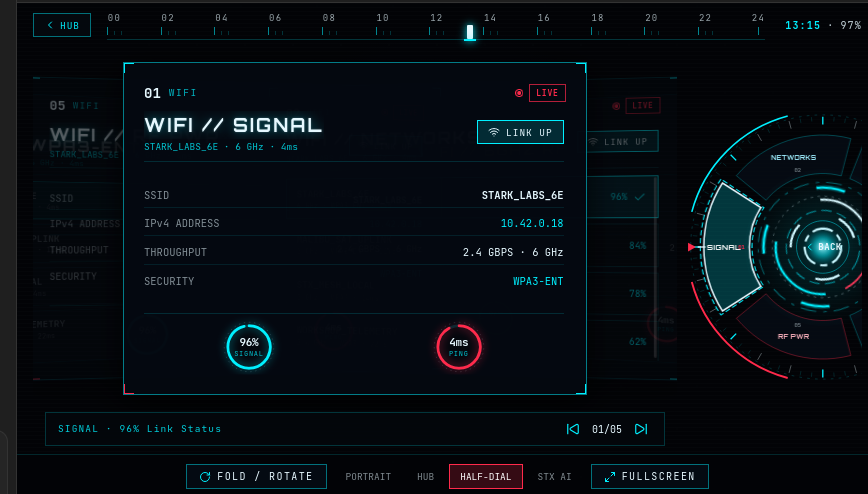 HUB
00 02 04 06 08 10 12 14 16 18 20 22 24
13:15 · 97%
05 WIFI
WIFI //
STARK_LABS_6E
SSID
IPv4 ADDRESS
THROUGHPUT
SECURITY
01 WIFI
LIVE
WIFI // SIGNAL
LINK UP
STARK_LABS_6E · 6 GHz · 4ms
SSID STARK_LABS_6E
IPv4 ADDRESS 10.42.0.18
THROUGHPUT 2.4 GBPS · 6 GHz
SECURITY WPA3-ENT
96%
SIGNAL
4ms
PING
LIVE
LINK UP
96%
84%
78%
62%
NETWORKS
02
SIGNAL
BACK
05
RF PWR
SIGNAL · 96% Link Status
01/05
FOLD / ROTATE
PORTRAIT
HUB
HALF-DIAL
STX AI
FULLSCREEN